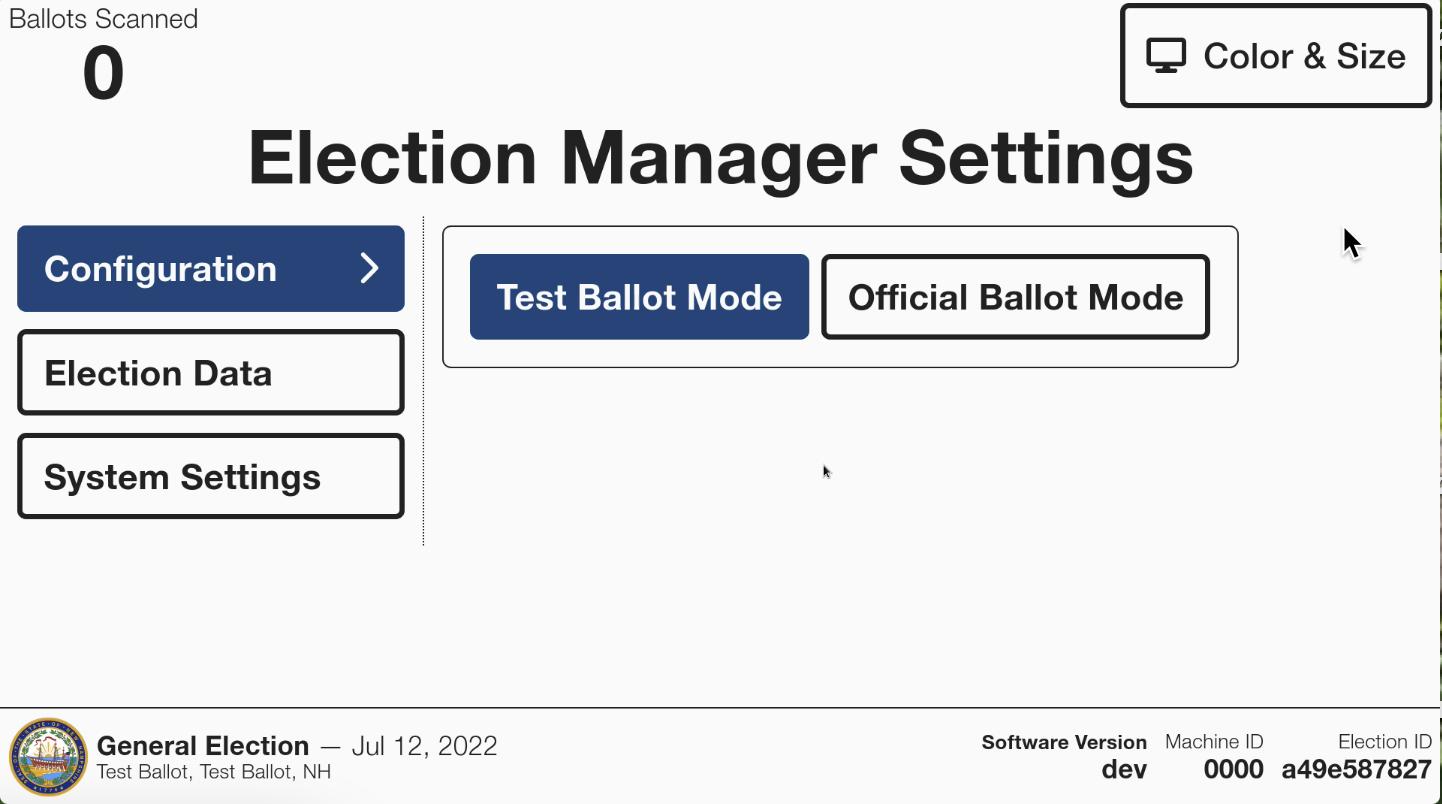 Ballots Scanned
0
Color & Size
Election Manager Settings
Configuration
Test Ballot Mode
Official Ballot Mode
Election Data
System Settings
General Election — Jul 12, 2022
Test Ballot, Test Ballot, NH
Software Version
dev
Machine ID
0000
Election ID
a49e587827